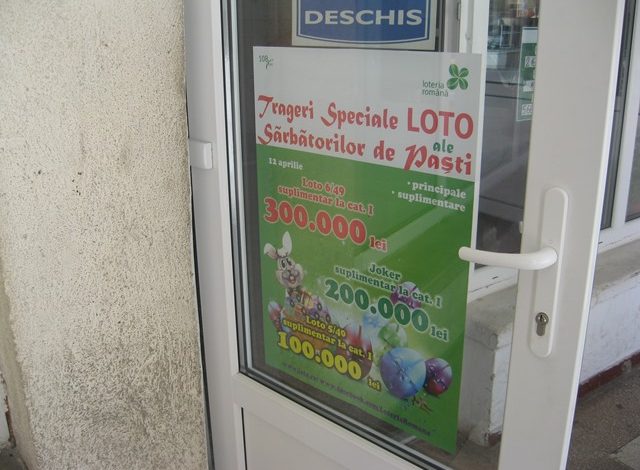 DESCHIS
loteria
română
Trageri Speciale LOTO
ale
Sărbătorilor de Paști
12 aprilie
• principale
• suplimentare
Loto 6/49
suplimentar la cat. I
300.000 lei
Joker
suplimentar la cat. I
200.000 lei
Loto 5/40
suplimentar la cat. I
100.000 lei